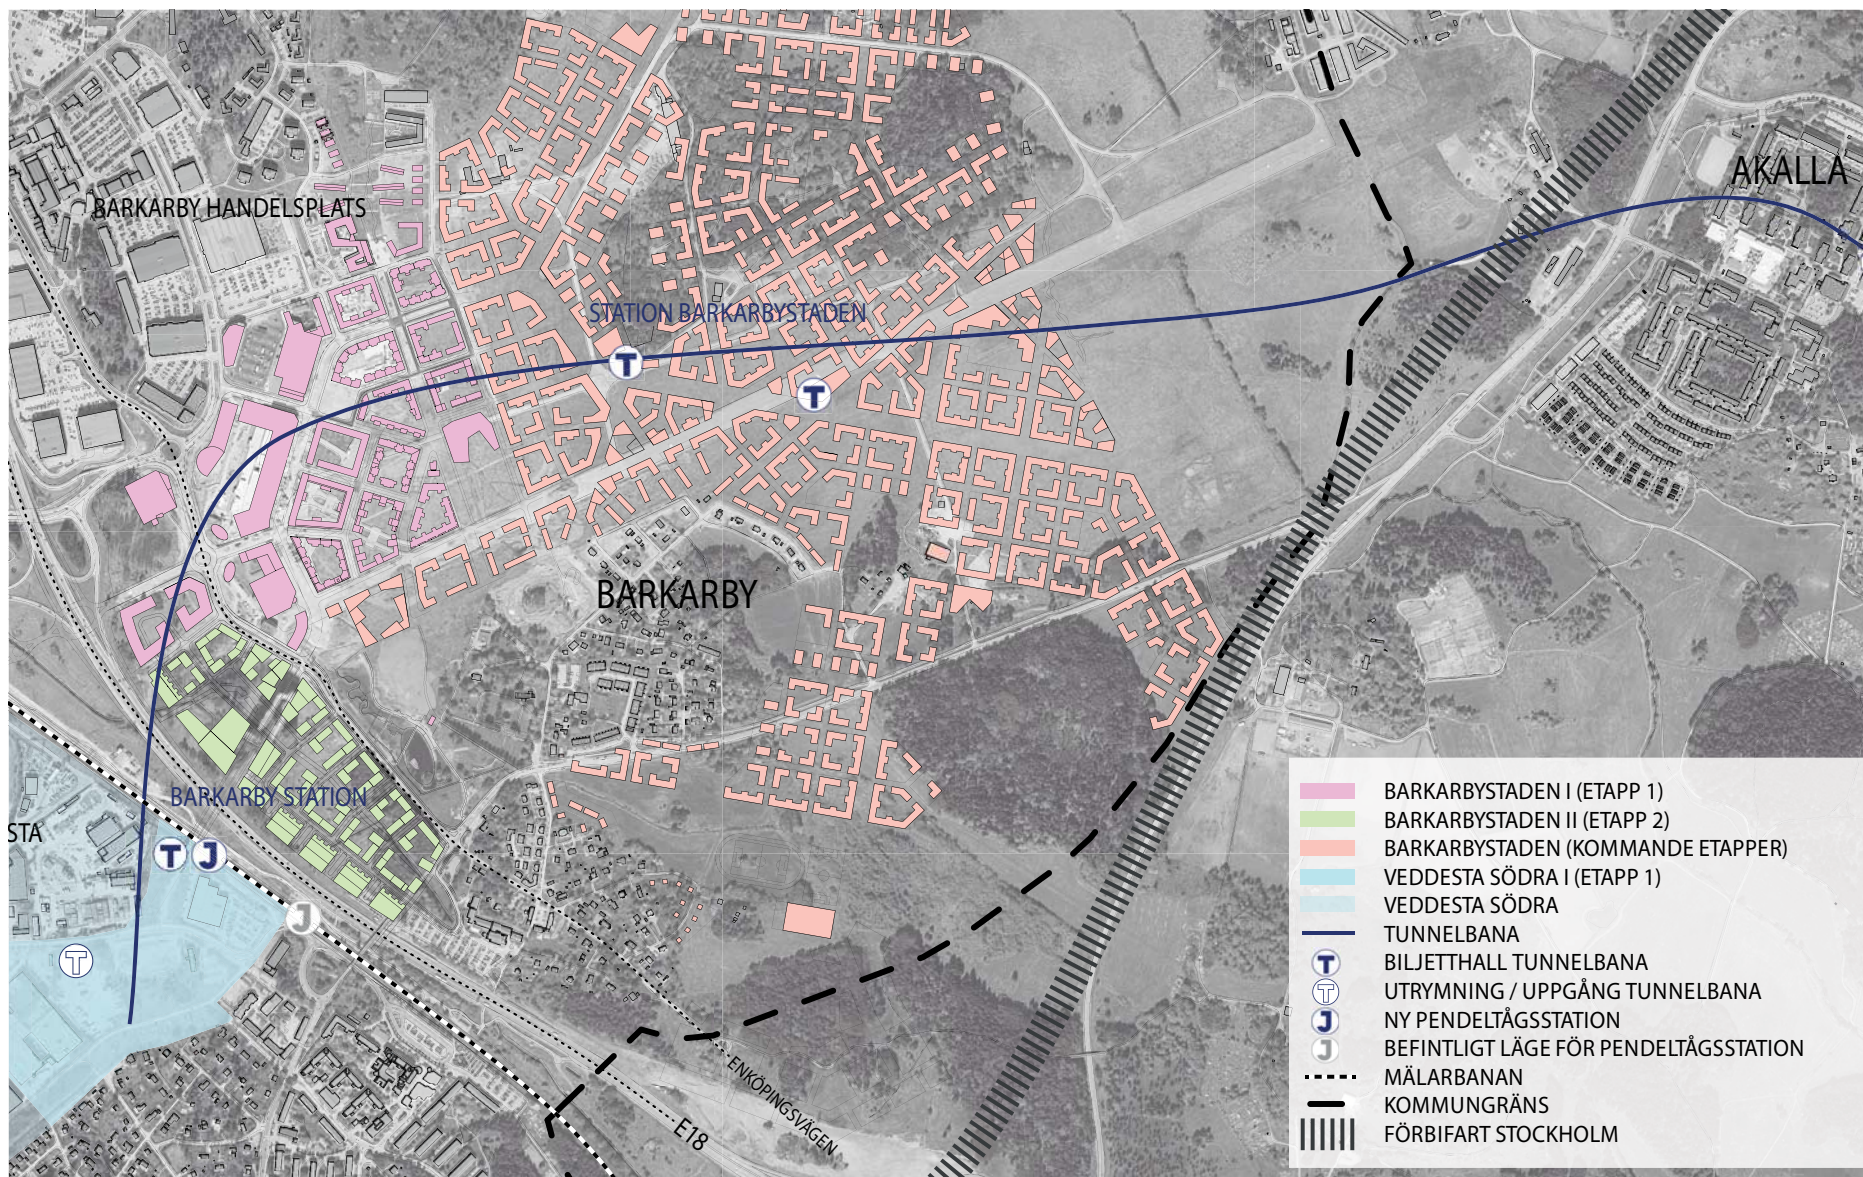 AKALLA
BARKARBY HANDELSPLATS
STATION BARKARBYSTADEN
T
T
BARKARBY
BARKARBY STATION
STA
T
J
J
T
ENKÖPINGSVÄGEN
E18
BARKARBYSTADEN I (ETAPP 1)
BARKARBYSTADEN II (ETAPP 2)
BARKARBYSTADEN (KOMMANDE ETAPPER)
VEDDESTA SÖDRA I (ETAPP 1)
VEDDESTA SÖDRA
TUNNELBANA
T BILJETTHALL TUNNELBANA
T UTRYMNING / UPPGÅNG TUNNELBANA
J NY PENDELTÅGSSTATION
J BEFINTLIGT LÄGE FÖR PENDELTÅGSSTATION
MÄLARBANAN
KOMMUNGRÄNS
FÖRBIFART STOCKHOLM